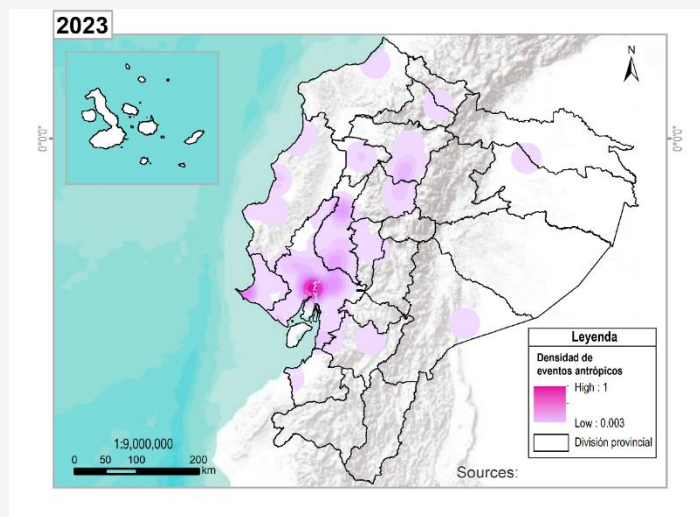 2023
N
0°0'0"
0°0'0"
Leyenda
Densidad de
eventos antrópicos
High : 1
Low : 0.003
División provincial
1:9,000,000
0 50 100 200
km
Sources: